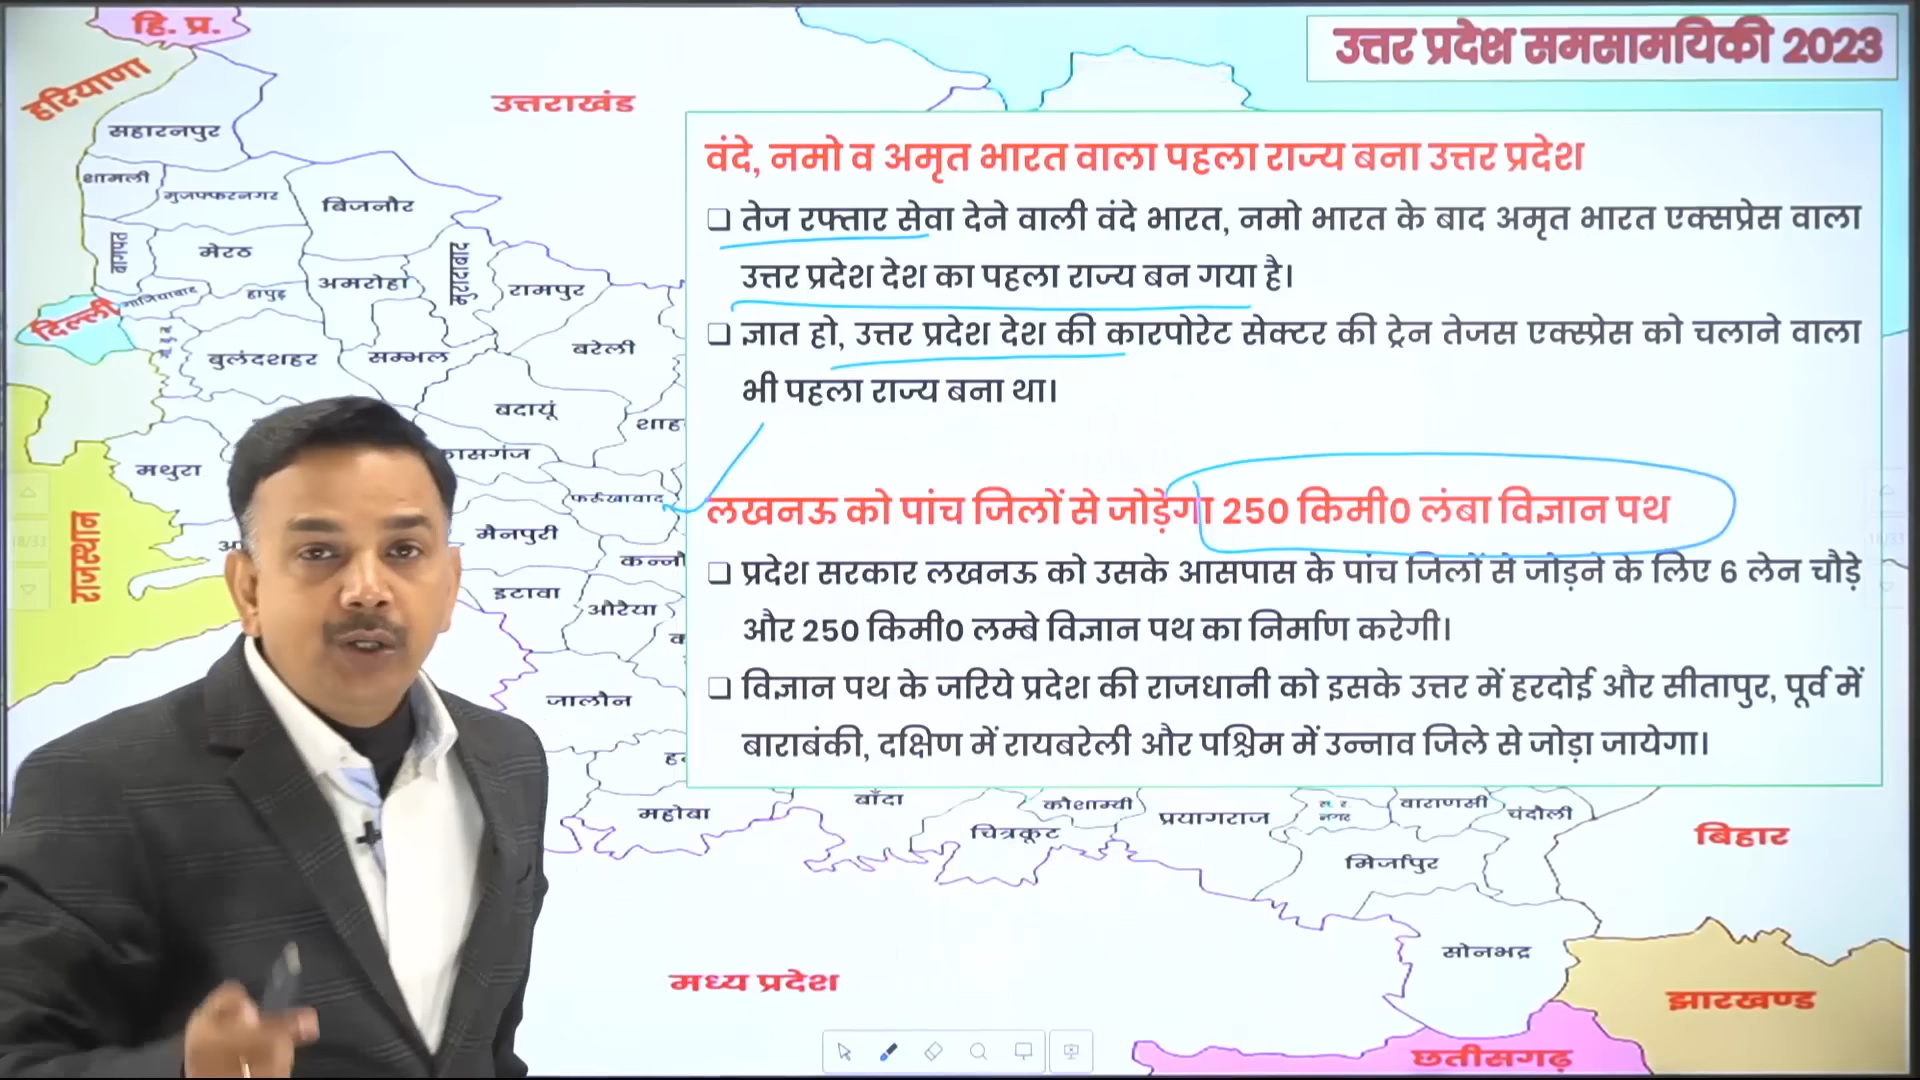 हि. प्र.
उत्तर प्रदेश समसामयिकी 2023
हरियाणा
उत्तराखंड
सहारनपुर
शामली
मुजफ्फरनगर
बिजनौर
बागपत
मेरठ
मुरादाबाद
अमरोहा
रामपुर
दिल्ली
गाजियाबाद
हापुड़
बुलंदशहर
सम्भल
बरेली
बदायूं
शाह
मथुरा
कासगंज
फर्रुखाबाद
राजस्थान
मैनपुरी
कन्नौ
इटावा
औरैया
जालौन
महोबा
वंदे, नमो व अमृत भारत वाला पहला राज्य बना उत्तर प्रदेश
❑ तेज रफ्तार सेवा देने वाली वंदे भारत, नमो भारत के बाद अमृत भारत एक्सप्रेस वाला
उत्तर प्रदेश देश का पहला राज्य बन गया है।
❑ ज्ञात हो, उत्तर प्रदेश देश की कारपोरेट सेक्टर की ट्रेन तेजस एक्स्प्रेस को चलाने वाला
भी पहला राज्य बना था।
लखनऊ को पांच जिलों से जोड़ेगा 250 किमी0 लंबा विज्ञान पथ
❑ प्रदेश सरकार लखनऊ को उसके आसपास के पांच जिलों से जोड़ने के लिए 6 लेन चौड़े
और 250 किमी0 लम्बे विज्ञान पथ का निर्माण करेगी।
❑ विज्ञान पथ के जरिये प्रदेश की राजधानी को इसके उत्तर में हरदोई और सीतापुर, पूर्व में
बाराबंकी, दक्षिण में रायबरेली और पश्चिम में उन्नाव जिले से जोड़ा जायेगा।
बाँदा
कौशाम्वी
चित्रकूट
प्रयागराज
वाराणसी
चंदौली
मिर्जापुर
बिहार
सोनभद्र
मध्य प्रदेश
झारखण्ड
छत्तीसगढ़
18/33
18/33